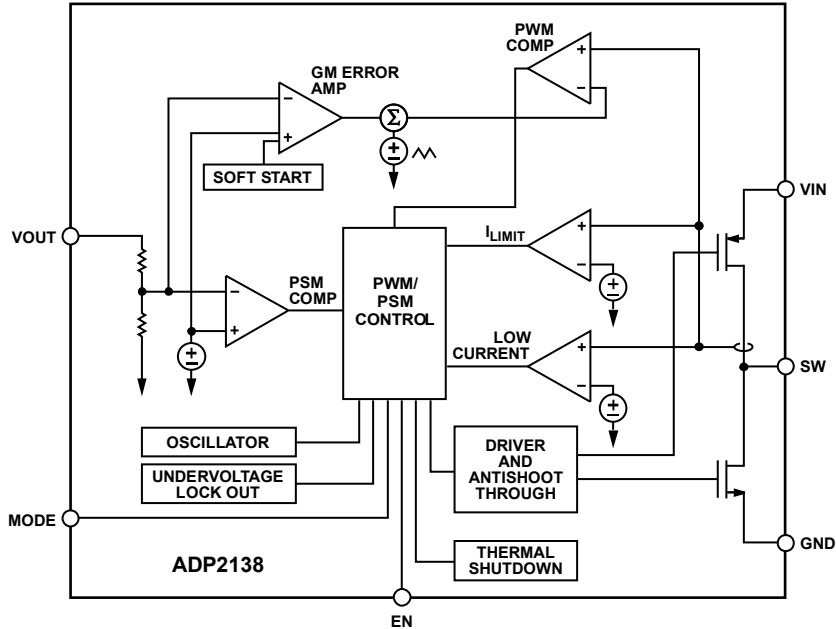 PWM
COMP
GM ERROR
AMP
+
−
−
+
Σ
+
−
SOFT START
VIN
VOUT
ILIMIT
+
−
+
−
PSM
COMP
−
+
PWM/
PSM
CONTROL
LOW
CURRENT
+
−
+
−
+
−
SW
OSCILLATOR
UNDERVOLTAGE
LOCK OUT
DRIVER
AND
ANTISHOOT
THROUGH
MODE
GND
THERMAL
SHUTDOWN
ADP2138
EN